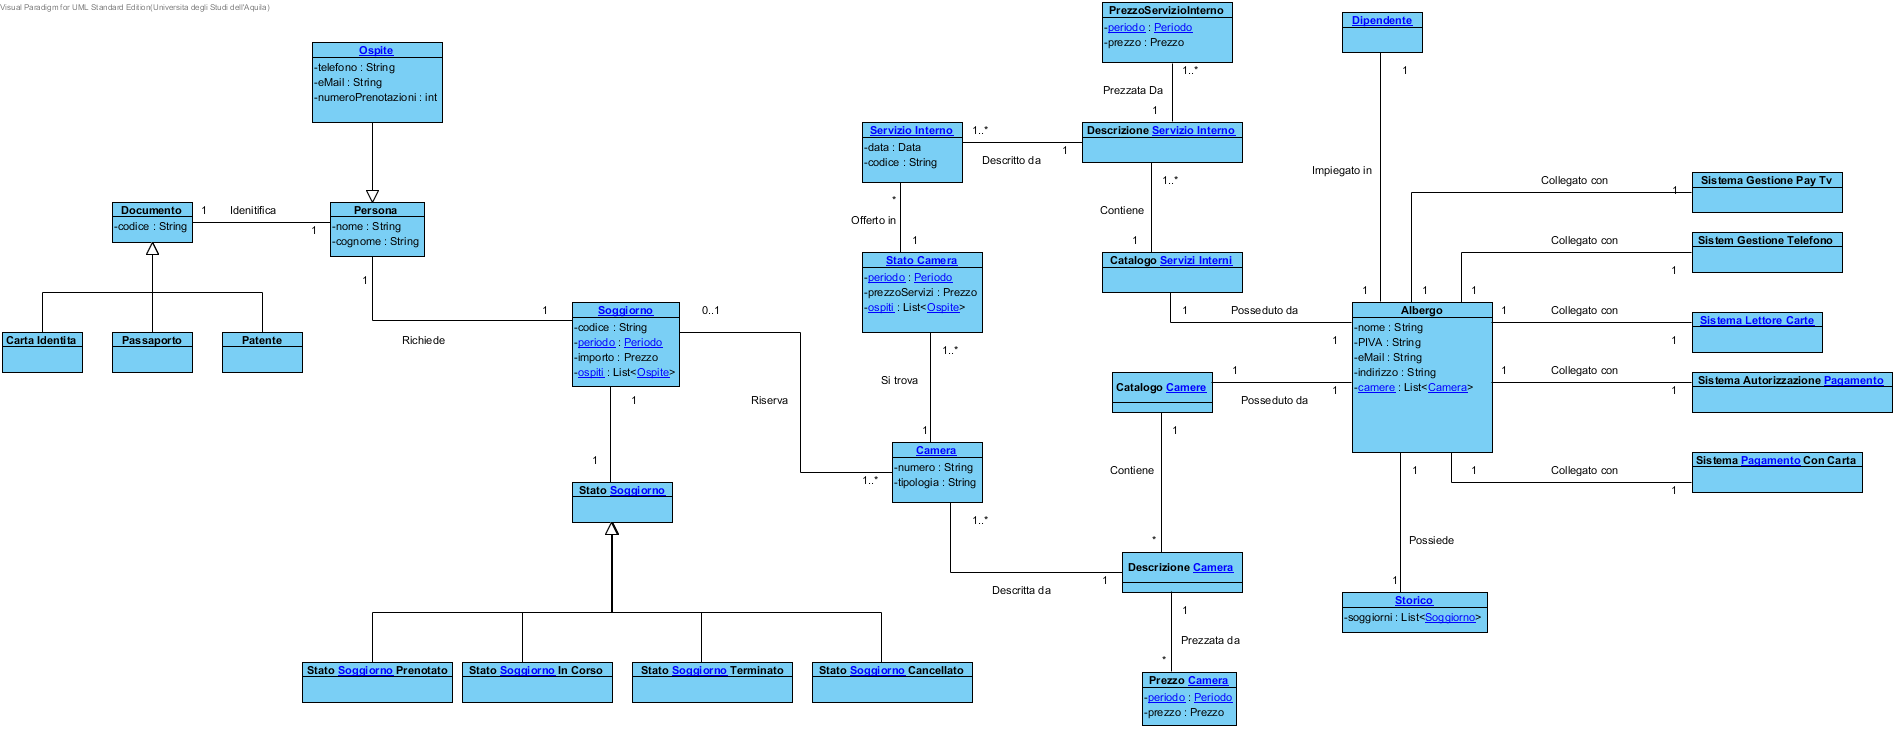 Visual Paradigm for UML Standard Edition(Universita degli Studi dell'Aquila)
Ospite
-telefono : String
-eMail : String
-numeroPrenotazioni : int
Documento
-codice : String
1
Idenitifica
1
Persona
-nome : String
-cognome : String
Carta Identita
Passaporto
Patente
1
Richiede
1
Soggiorno
-codice : String
-periodo : Periodo
-importo : Prezzo
-ospiti : List<Ospite>
0..1
Riserva
1..*
1
1
Stato Soggiorno
Stato Soggiorno Prenotato
Stato Soggiorno In Corso
Stato Soggiorno Terminato
Stato Soggiorno Cancellato
PrezzoServizioInterno
-periodo : Periodo
-prezzo : Prezzo
1..*
Prezzata Da
1
Servizio Interno
-data : Data
-codice : String
1..*
Descritto da
1
Descrizione Servizio Interno
*
Offerto in
1
1..*
Contiene
1
Stato Camera
-periodo : Periodo
-prezzoServizi : Prezzo
-ospiti : List<Ospite>
Catalogo Servizi Interni
1
Posseduto da
1
1..*
Si trova
1
Camera
-numero : String
-tipologia : String
1..*
Descritta da
1
Catalogo Camere
1
Posseduto da
1
1
Contiene
*
Descrizione Camera
1
Prezzata da
*
Prezzo Camera
-periodo : Periodo
-prezzo : Prezzo
Dipendente
1
Impiegato in
1
Albergo
-nome : String
-PIVA : String
-eMail : String
-indirizzo : String
-camere : List<Camera>
1
Collegato con
1
Sistema Gestione Pay Tv
1
Collegato con
1
Sistem Gestione Telefono
1
Collegato con
1
Sistema Lettore Carte
1
Collegato con
1
Sistema Autorizzazione Pagamento
1
Collegato con
1
Sistema Pagamento Con Carta
1
Possiede
1
Storico
-soggiorni : List<Soggiorno>